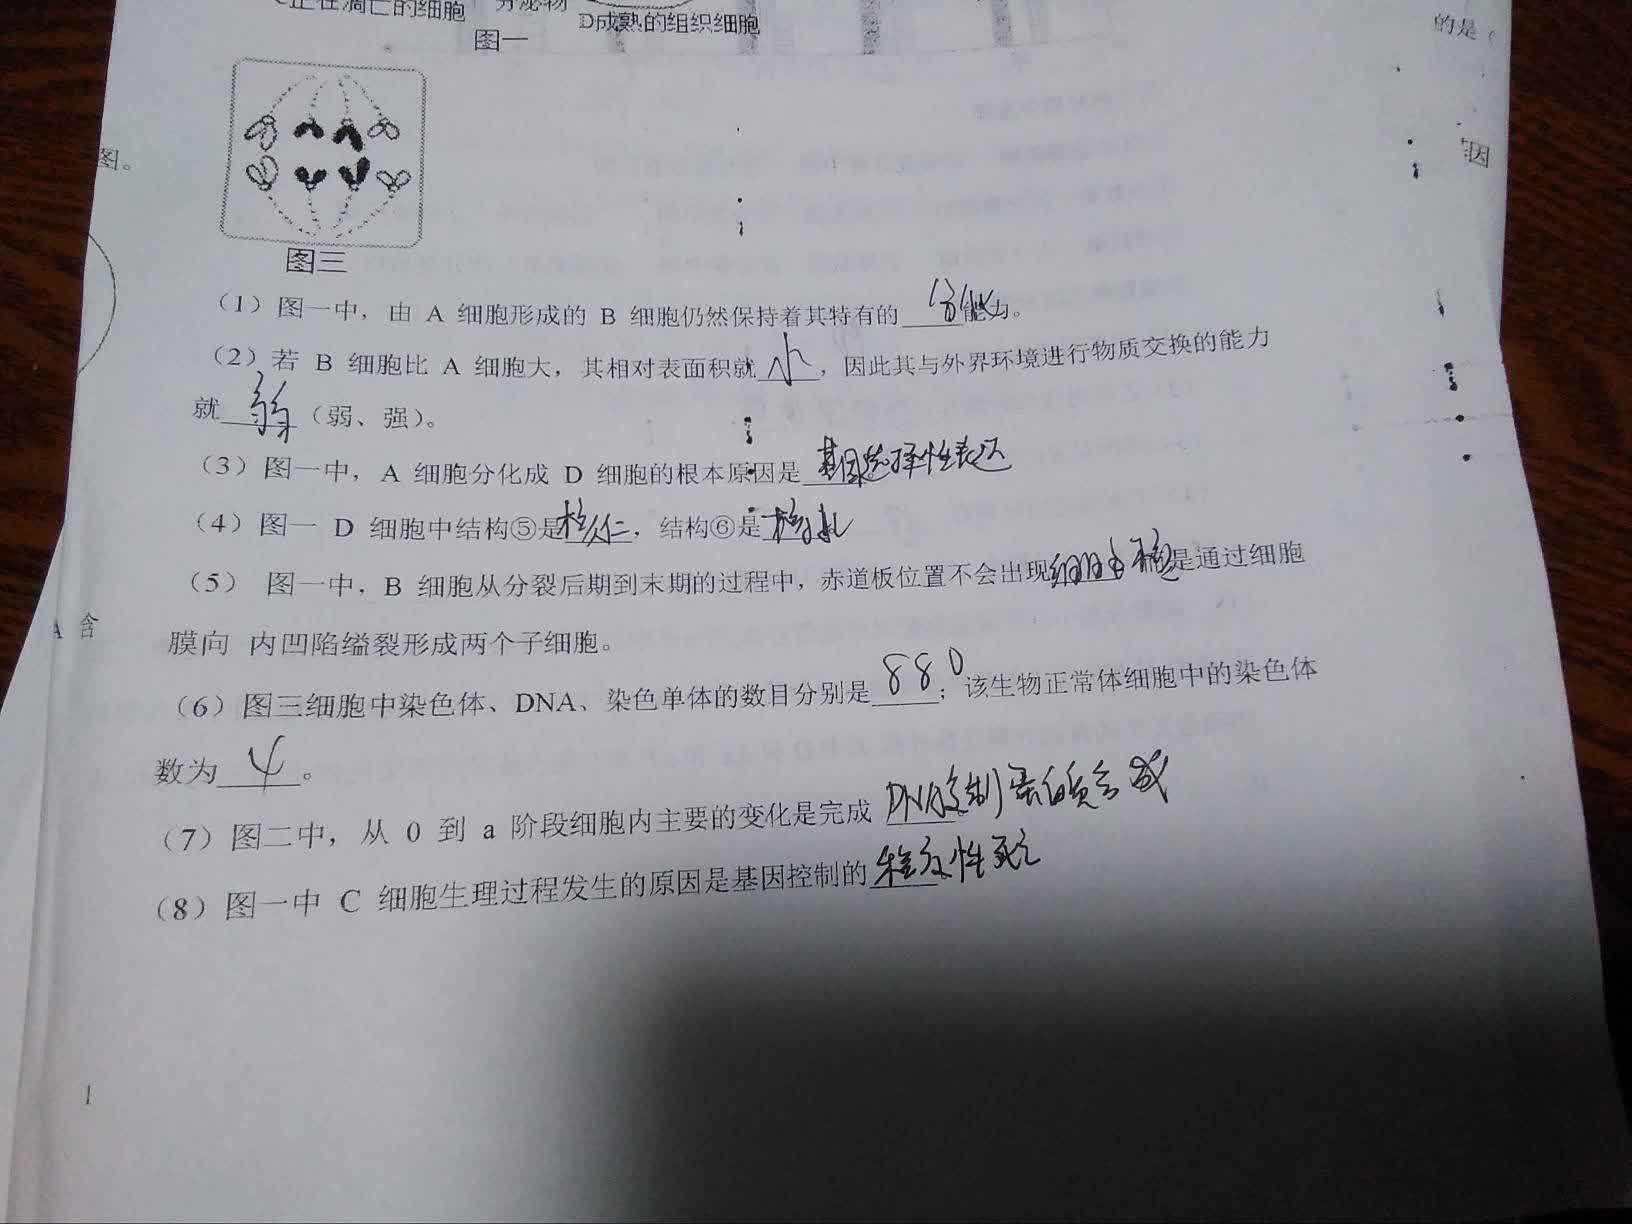 C正在凋亡的细胞 分泌物
D成熟的组织细胞
图一
的是(
图。
因
图三
(1)图一中,由 A 细胞形成的 B 细胞仍然保持着其特有的 分 能力。
(2)若 B 细胞比 A 细胞大,其相对表面积就 小 ,因此其与外界环境进行物质交换的能力
就 弱 (弱、强)。
(3)图一中,A 细胞分化成 D 细胞的根本原因是 基因选择性表达
(4)图一 D 细胞中结构⑤是 核仁 ,结构⑥是 核孔
(5) 图一中,B 细胞从分裂后期到末期的过程中,赤道板位置不会出现 细胞 是通过细胞
A 含
膜向 内凹陷缢裂形成两个子细胞。
(6)图三细胞中染色体、DNA、染色单体的数目分别是 8 8 0 ;该生物正常体细胞中的染色体
数为 4 。
(7)图二中,从 0 到 a 阶段细胞内主要的变化是完成 DNA复制 蛋白质合成
(8)图一中 C 细胞生理过程发生的原因是基因控制的 程序性死亡
1